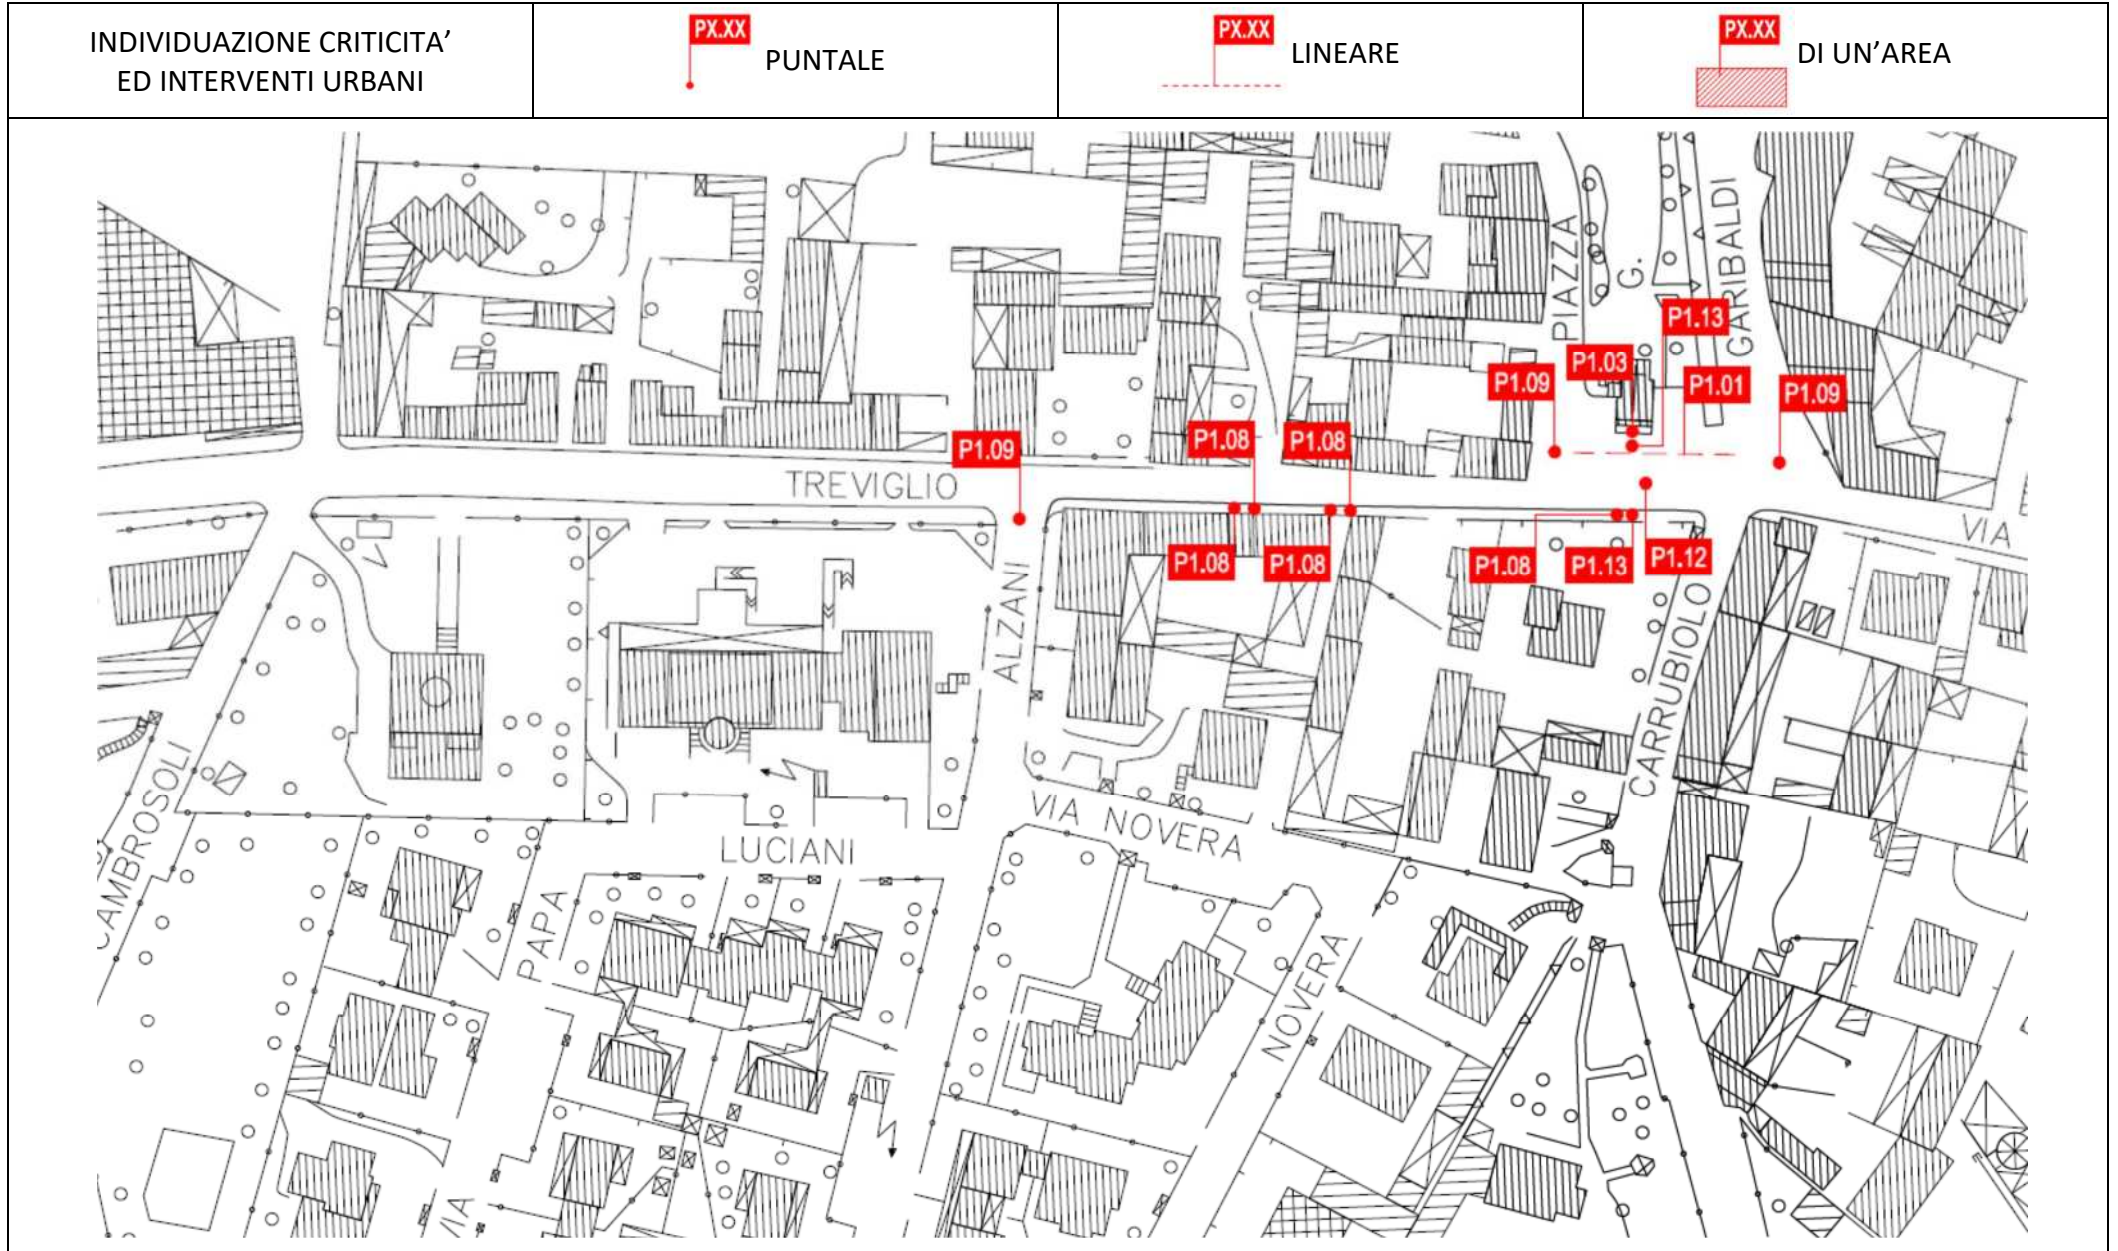 INDIVIDUAZIONE CRITICITA’
ED INTERVENTI URBANI
PX.XX
PUNTALE
PX.XX
LINEARE
PX.XX
DI UN’AREA
PIAZZA
G.
GARIBALDI
P1.13
P1.03
P1.09
P1.01
P1.09
P1.09
P1.08
P1.08
TREVIGLIO
P1.08
P1.08
P1.08
P1.13
P1.12
VIA
ALZANI
CARRUBIOLO
CAMBROSOLI
VIA NOVERA
LUCIANI
PAPA
NOVERA
VIA